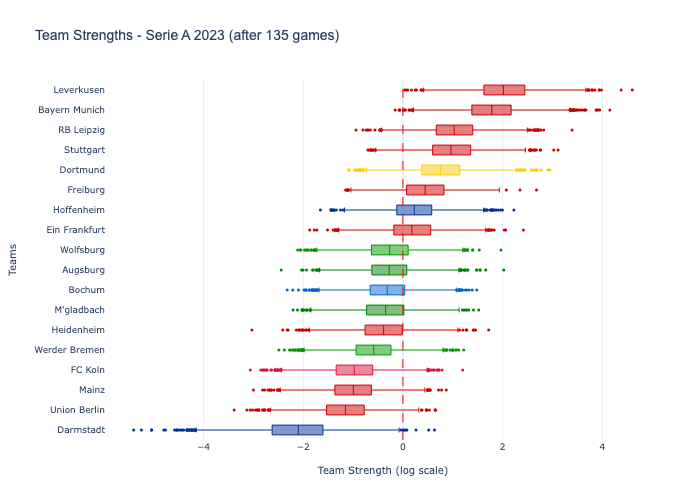 Team Strengths - Serie A 2023 (after 135 games)
Leverkusen
Bayern Munich
RB Leipzig
Stuttgart
Dortmund
Freiburg
Hoffenheim
Ein Frankfurt
Wolfsburg
Augsburg
Bochum
M'gladbach
Heidenheim
Werder Bremen
FC Koln
Mainz
Union Berlin
Darmstadt
Teams
−4 −2 0 2 4
Team Strength (log scale)